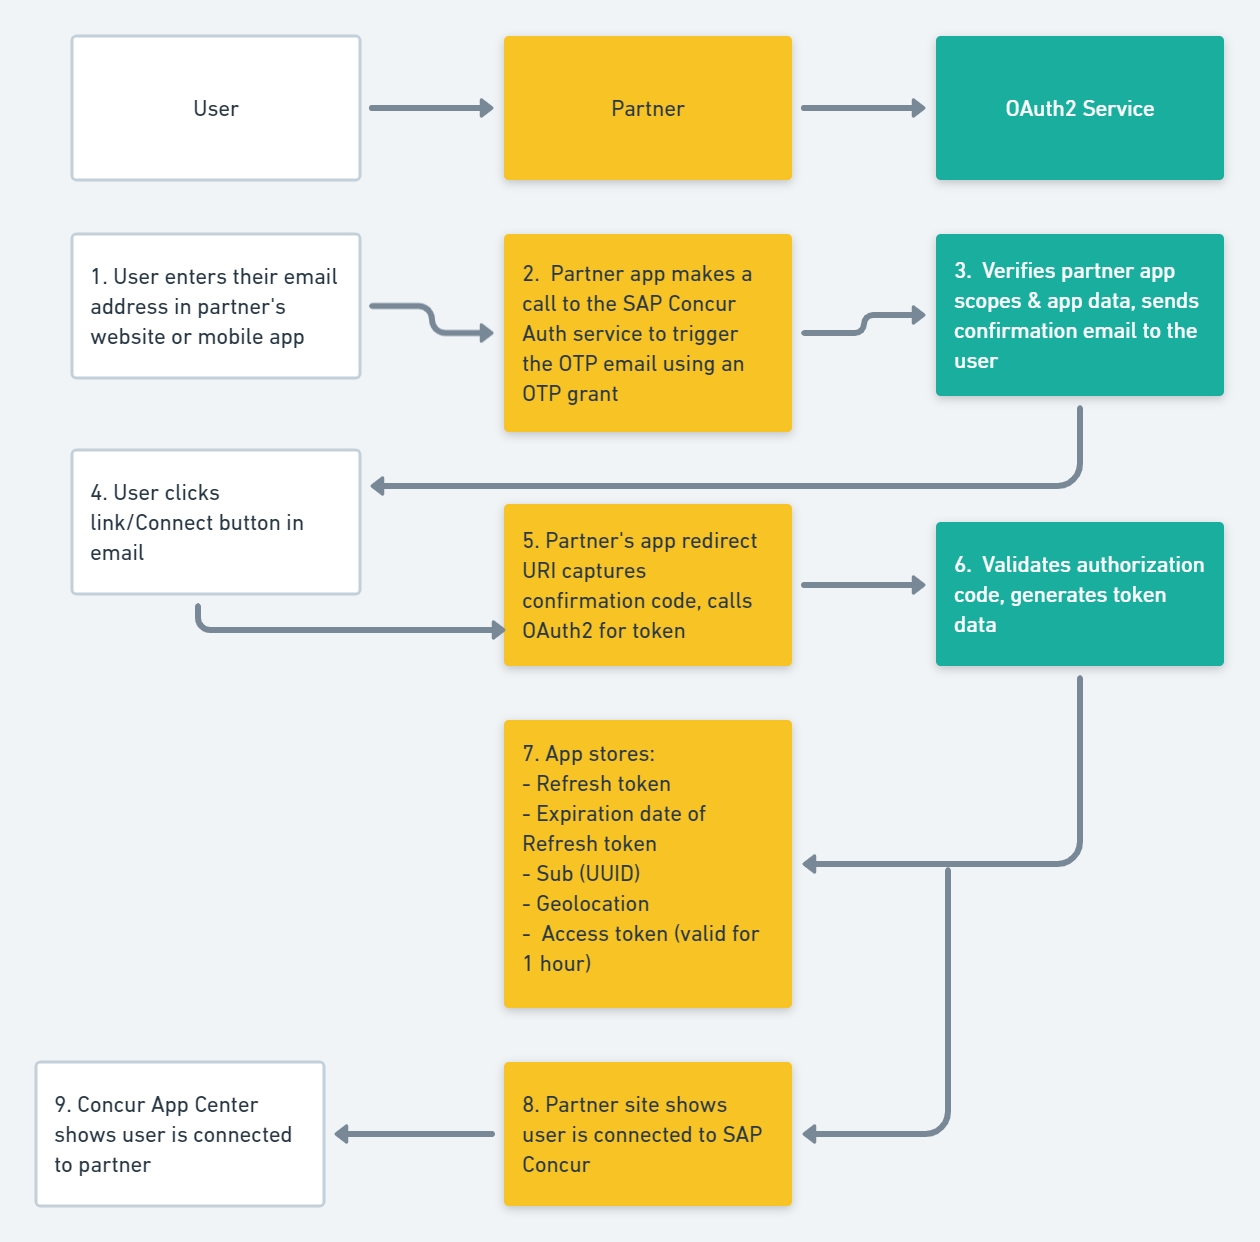 User
Partner
OAuth2 Service
1. User enters their email
address in partner's
website or mobile app
2.  Partner app makes a
call to the SAP Concur
Auth service to trigger
the OTP email using an
OTP grant
3.  Verifies partner app
scopes & app data, sends
confirmation email to the
user
4. User clicks
link/Connect button in
email
5. Partner's app redirect
URI captures
confirmation code, calls
OAuth2 for token
6.  Validates authorization
code, generates token
data
7. App stores:
- Refresh token
- Expiration date of
Refresh token
- Sub (UUID)
- Geolocation
-  Access token (valid for
1 hour)
8. Partner site shows
user is connected to SAP
Concur
9. Concur App Center
shows user is connected
to partner